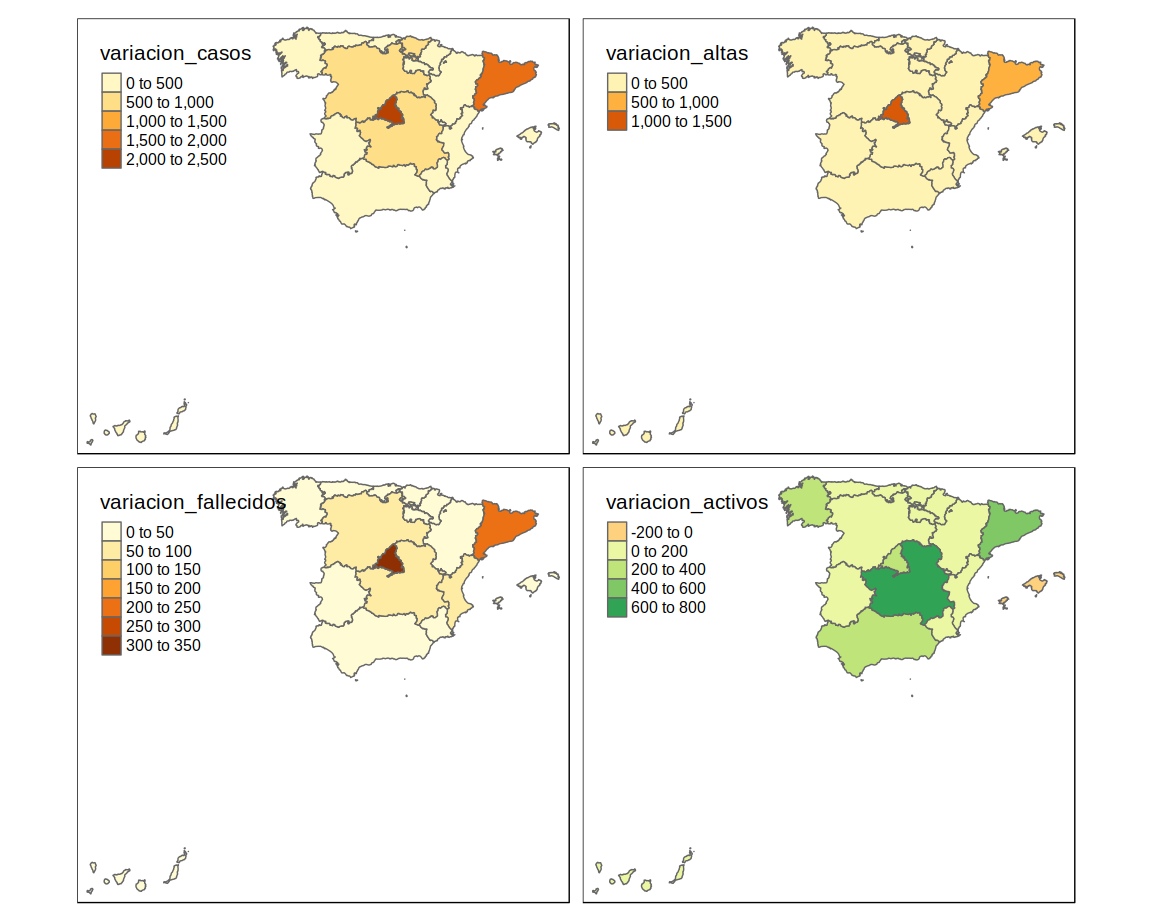 variacion_casos
0 to 500
500 to 1,000
1,000 to 1,500
1,500 to 2,000
2,000 to 2,500
variacion_altas
0 to 500
500 to 1,000
1,000 to 1,500
variacion_fallecidos
0 to 50
50 to 100
100 to 150
150 to 200
200 to 250
250 to 300
300 to 350
variacion_activos
-200 to 0
0 to 200
200 to 400
400 to 600
600 to 800